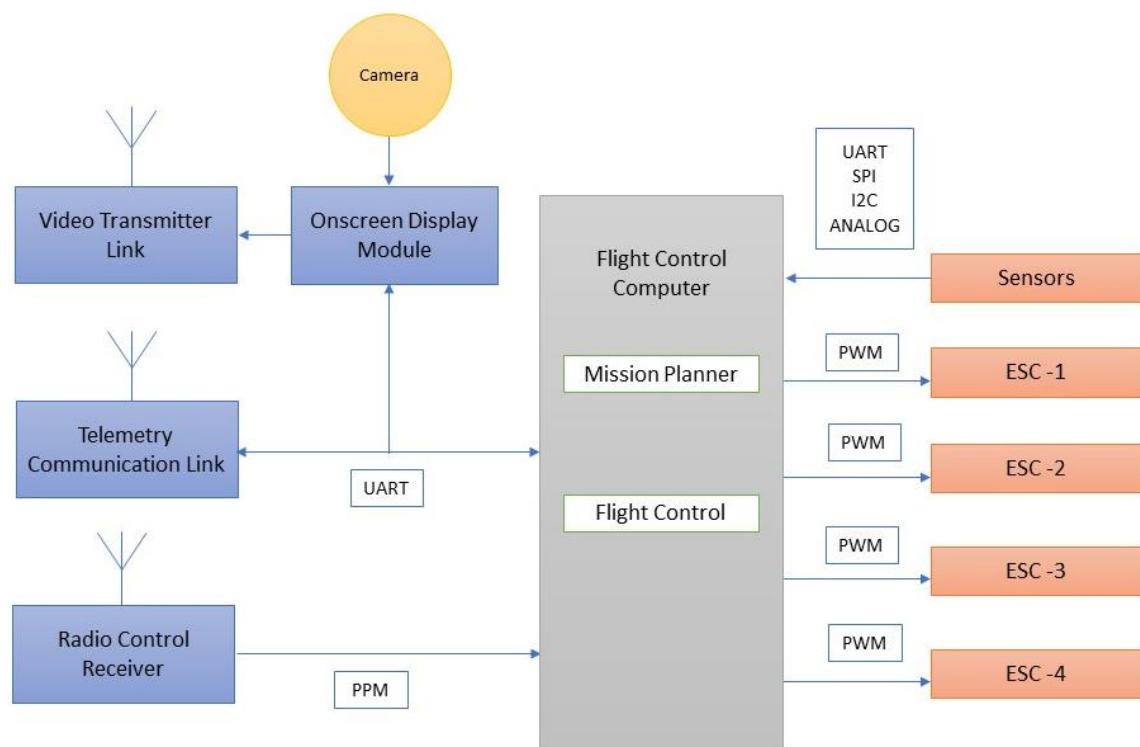 Camera
Video Transmitter
Link
Onscreen Display
Module
UART
SPI
I2C
ANALOG
Flight Control
Computer
Sensors
Mission Planner
PWM
ESC -1
Telemetry
Communication Link
UART
PWM
ESC -2
Flight Control
PWM
ESC -3
Radio Control
Receiver
PPM
PWM
ESC -4